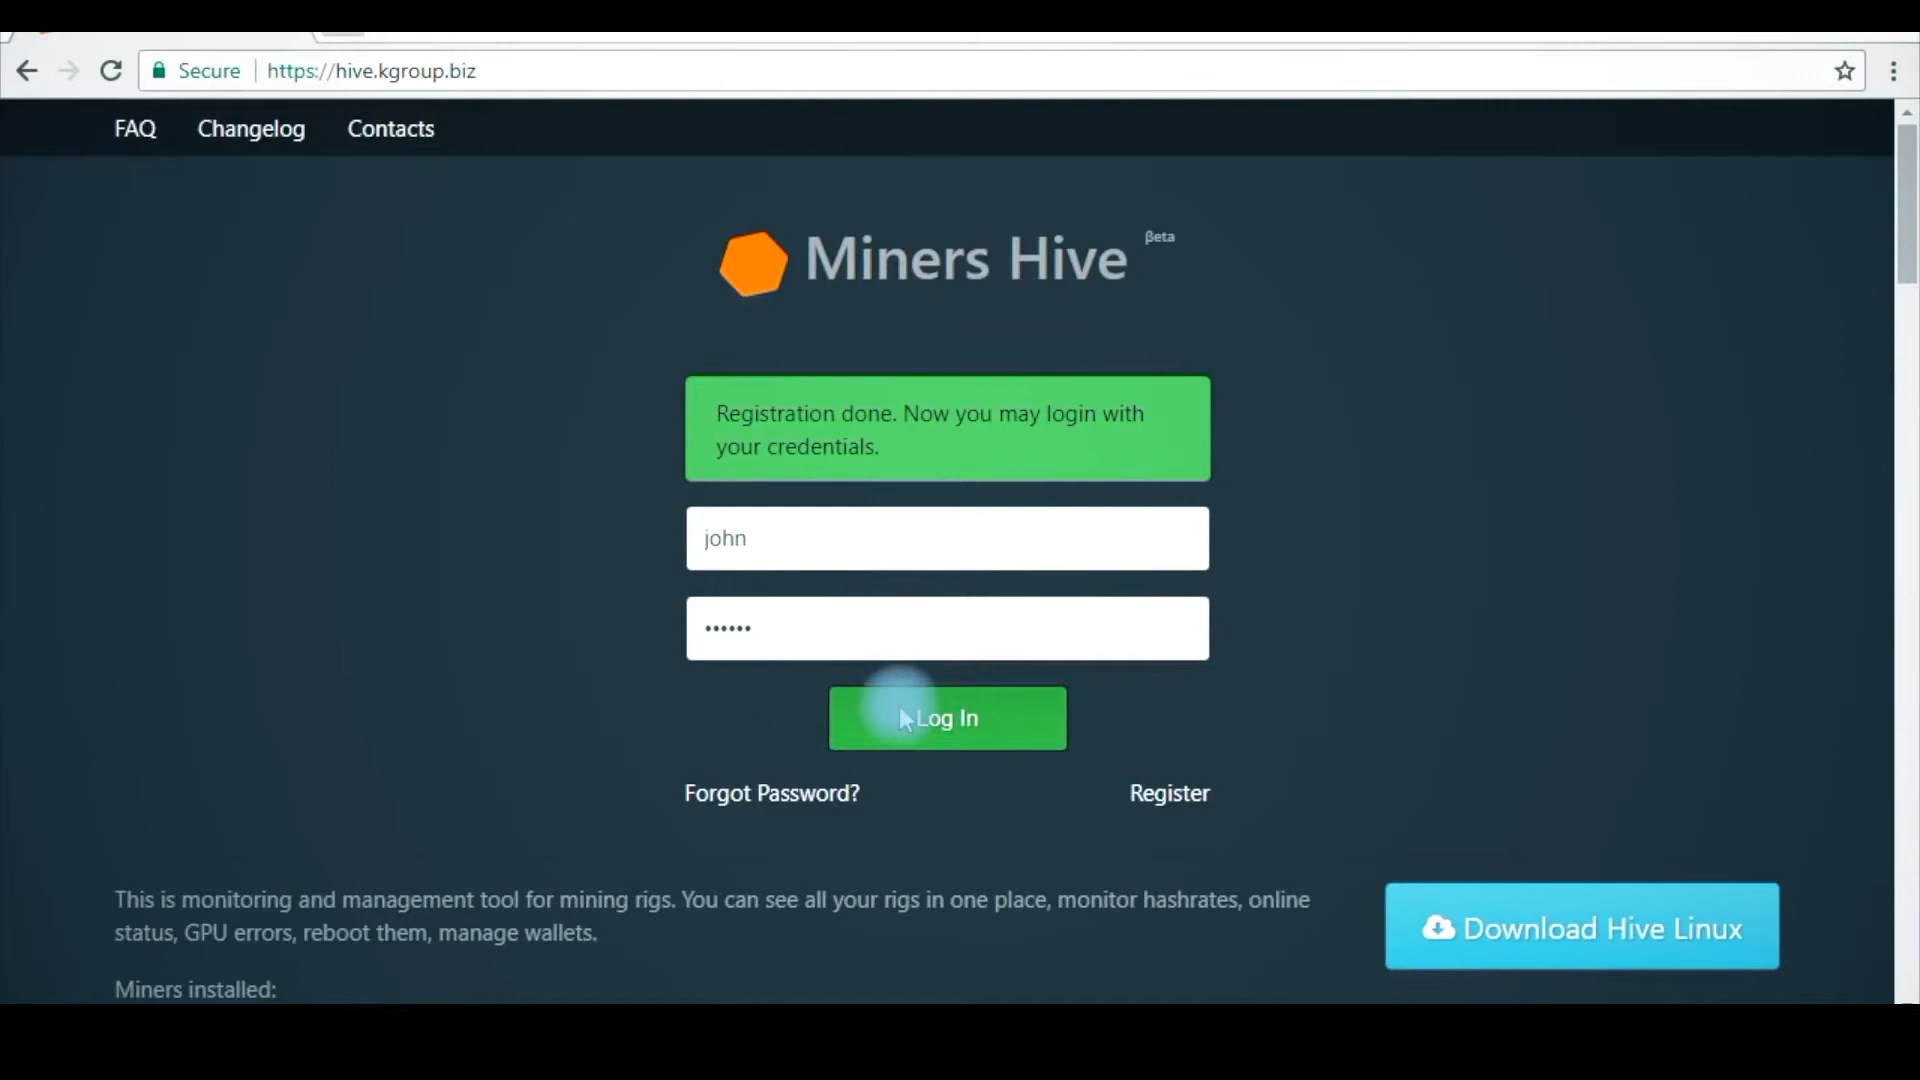 Secure https://hive.kgroup.biz
FAQ Changelog Contacts
Miners Hive βeta
Registration done. Now you may login with
your credentials.
john
••••••
Log In
Forgot Password? Register
This is monitoring and management tool for mining rigs. You can see all your rigs in one place, monitor hashrates, online
status, GPU errors, reboot them, manage wallets.
Download Hive Linux
Miners installed: